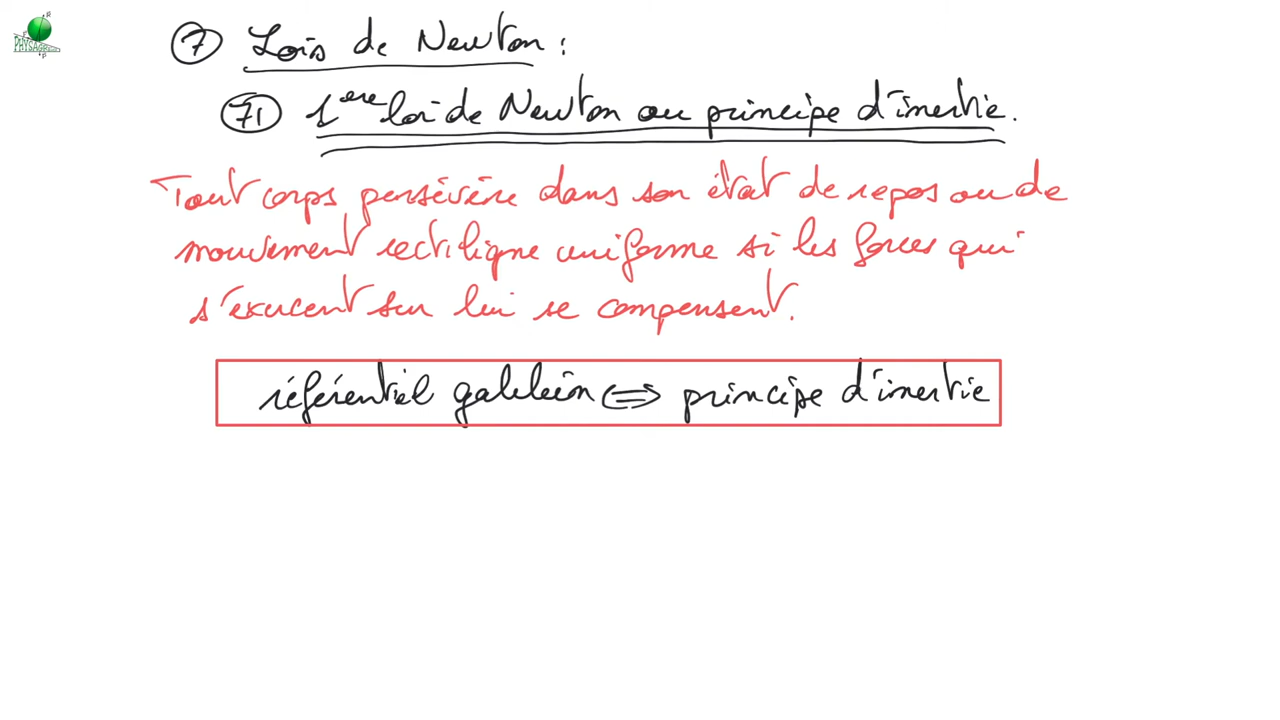 7 Lois de Newton :
71 1ere loi de Newton ou principe d'inertie.
Tout corps persévère dans son état de repos ou de
mouvement rectiligne uniforme si les forces qui
s'exercent sur lui se compensent.
référentiel galiléen ⇔ principe d'inertie